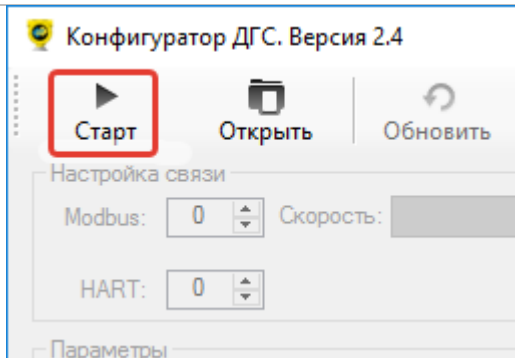 Конфигуратор ДГС. Версия 2.4
Старт Открыть Обновить
Настройка связи
Modbus: 0 Скорость:
HART: 0
Параметры